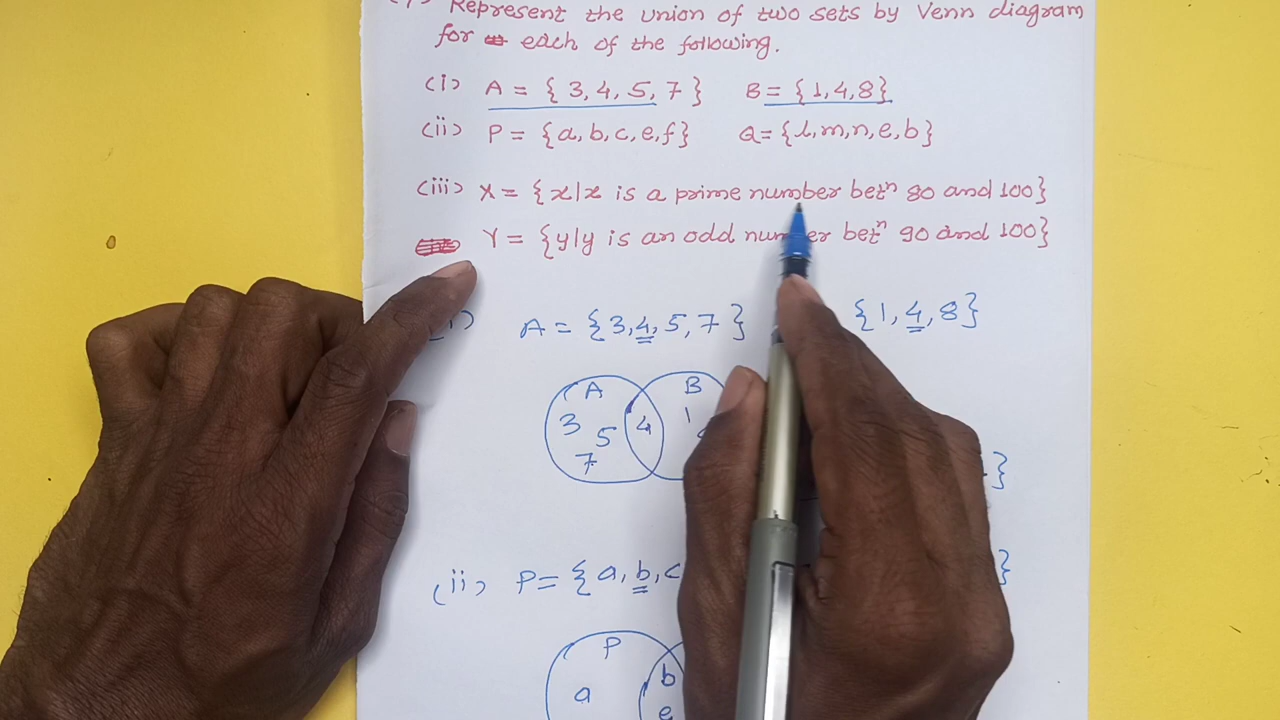 Represent the union of two sets by Venn diagram
for each of the following.
(i) A = { 3, 4, 5, 7 } B = { 1, 4, 8 }
(ii) P = {a, b, c, e, f} Q = {l, m, n, e, b}
(iii) X = { x|x is a prime number betⁿ 80 and 100}
Y = {y|y is an odd number betⁿ 90 and 100}
(i) A = {3, 4, 5, 7 } {1, 4, 8}
A B
3 5 4 1
7 }
(ii) P = { a, b, c }
P
a b
e